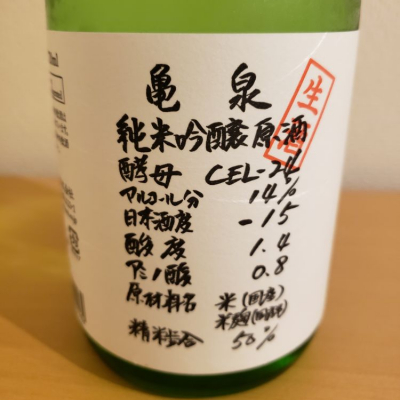 亀泉
生酒
純米吟醸原酒
酵母 CEL-24
アルコール分 14%
日本酒度 -15
酸度 1.4
アミノ酸 0.8
原材料名 米(国産)
米麹(国産米)
精米歩合 50%